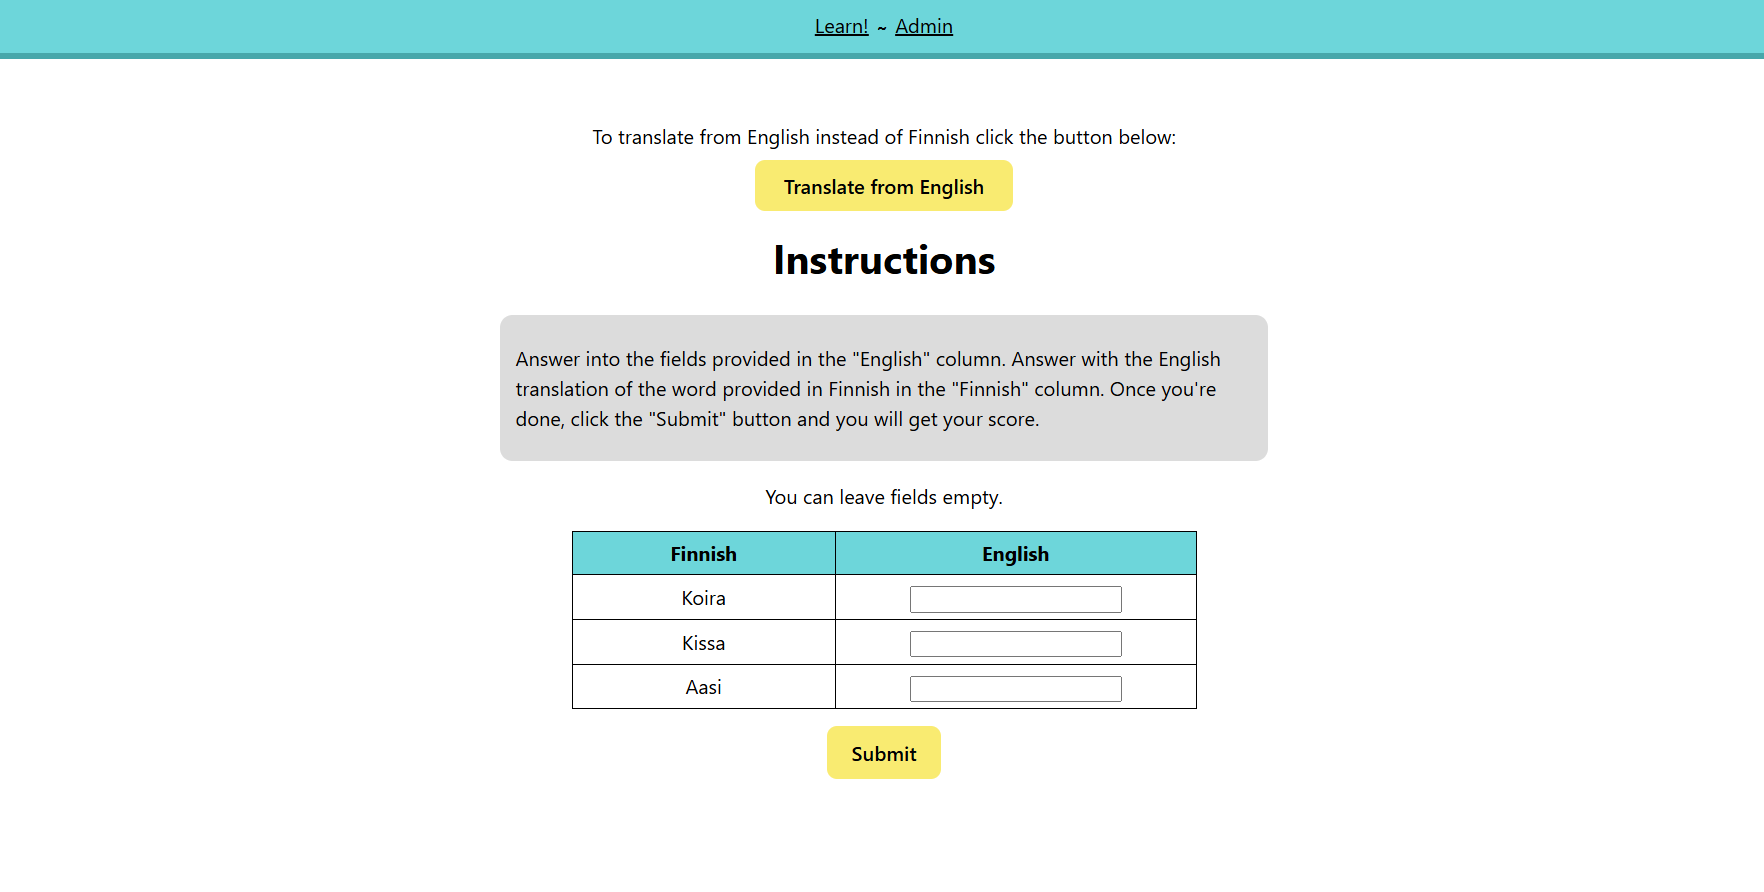 Learn! ~ Admin
To translate from English instead of Finnish click the button below:
Translate from English
Instructions
Answer into the fields provided in the "English" column. Answer with the English
translation of the word provided in Finnish in the "Finnish" column. Once you're
done, click the "Submit" button and you will get your score.
You can leave fields empty.
Finnish English
Koira
Kissa
Aasi
Submit